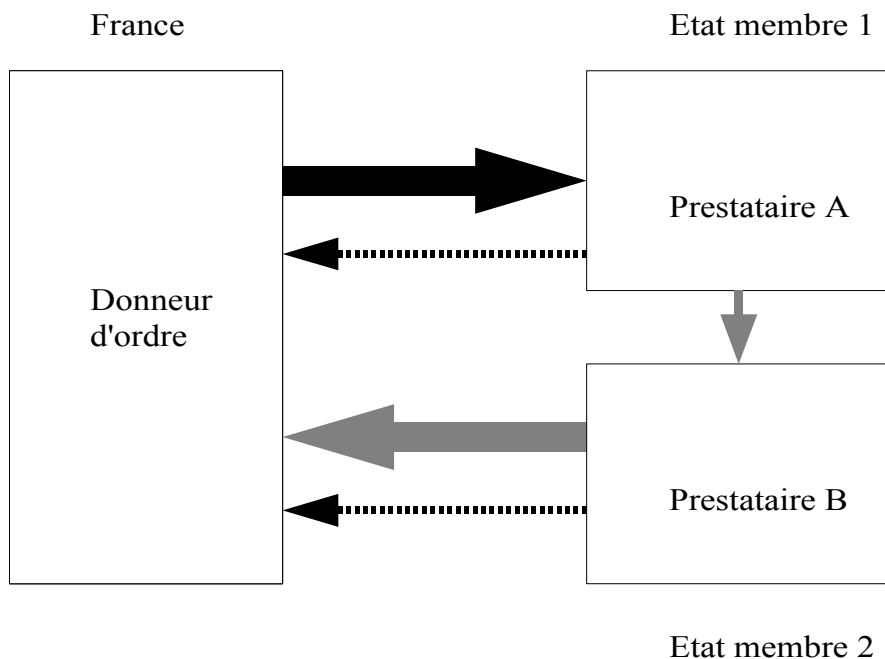 France
Etat membre 1
Prestataire A
Donneur
d'ordre
Prestataire B
Etat membre 2